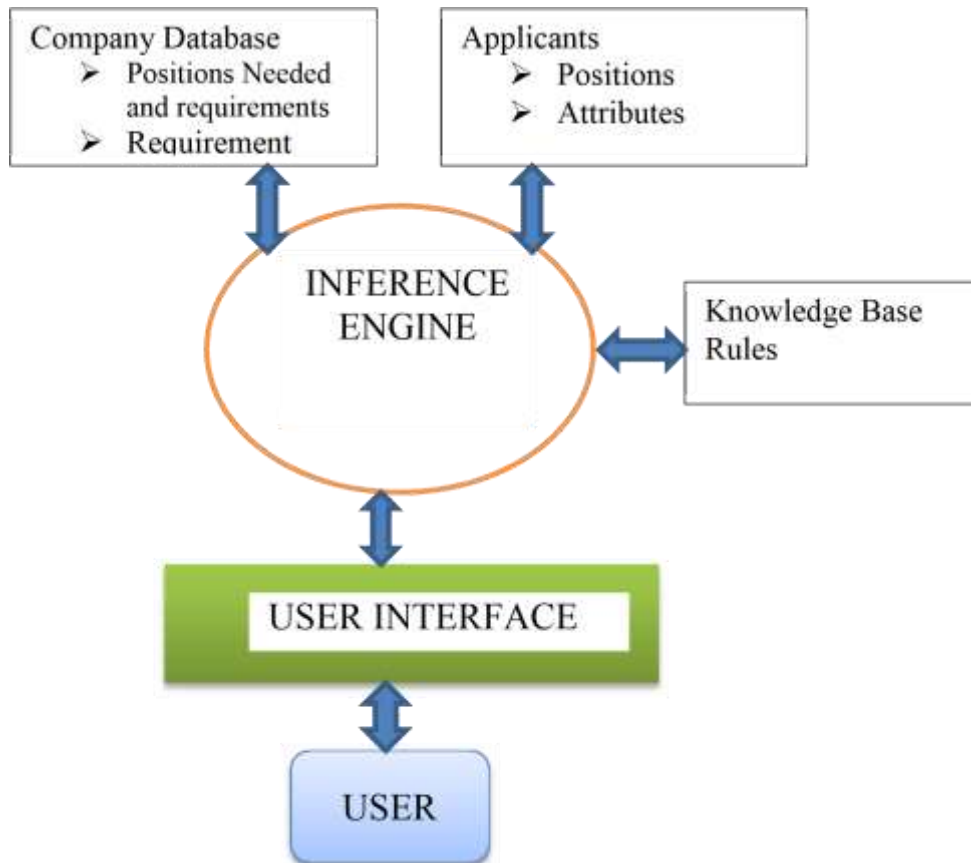 Company Database
➢ Positions Needed
and requirements
➢ Requirement
Applicants
➢ Positions
➢ Attributes
INFERENCE
ENGINE
Knowledge Base
Rules
USER INTERFACE
USER